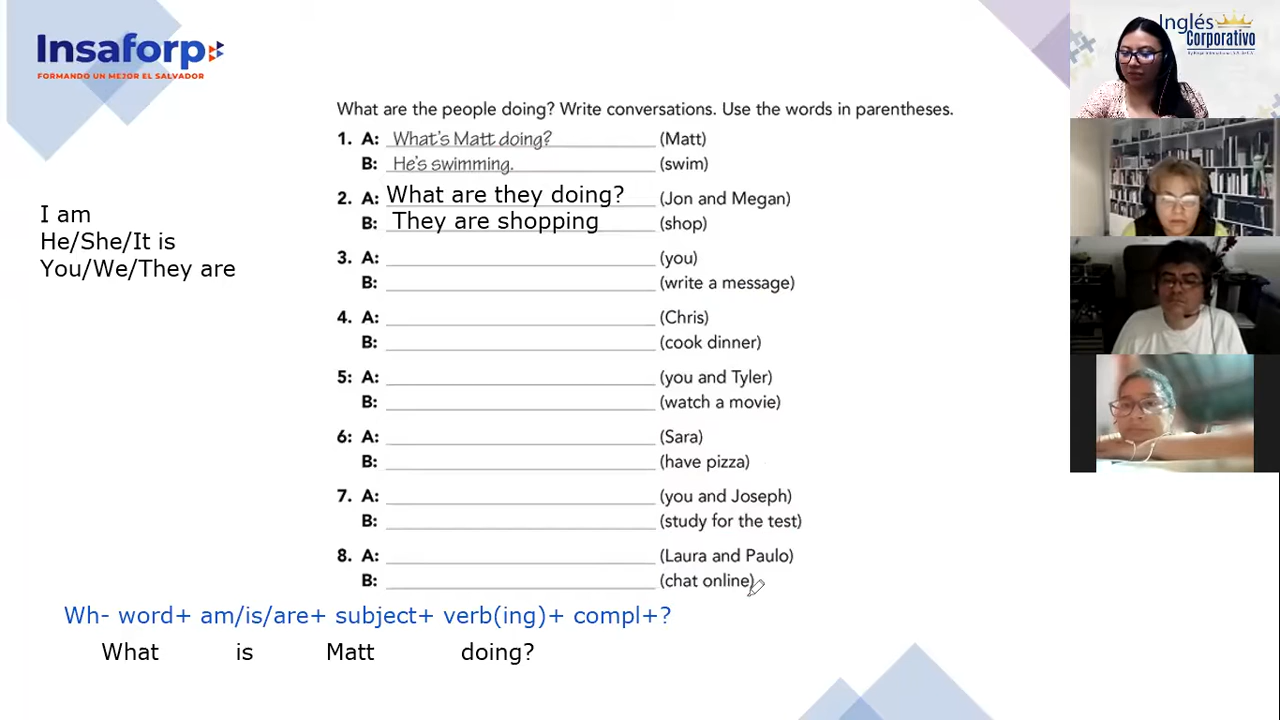 Insaforp
FORMANDO UN MEJOR EL SALVADOR
Inglés
Corporativo
What are the people doing? Write conversations. Use the words in parentheses.
1. A: What's Matt doing? (Matt)
B: He's swimming. (swim)
2. A: What are they doing? (Jon and Megan)
B: They are shopping (shop)
I am
He/She/It is
You/We/They are
3. A: (you)
B: (write a message)
4. A: (Chris)
B: (cook dinner)
5: A: (you and Tyler)
B: (watch a movie)
6: A: (Sara)
B: (have pizza)
7. A: (you and Joseph)
B: (study for the test)
8. A: (Laura and Paulo)
B: (chat online)
Wh- word+ am/is/are+ subject+ verb(ing)+ compl+?
What is Matt doing?